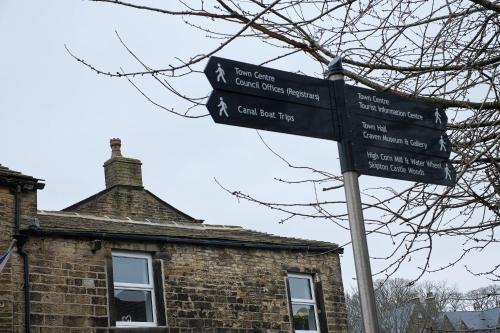 Town Centre
Council Offices (Registrars)
Canal Boat Trips
Town Centre
Tourist Information Centre
Town Hall
Craven Museum & Gallery
High Corn Mill & Water
Skipton Castle Woods